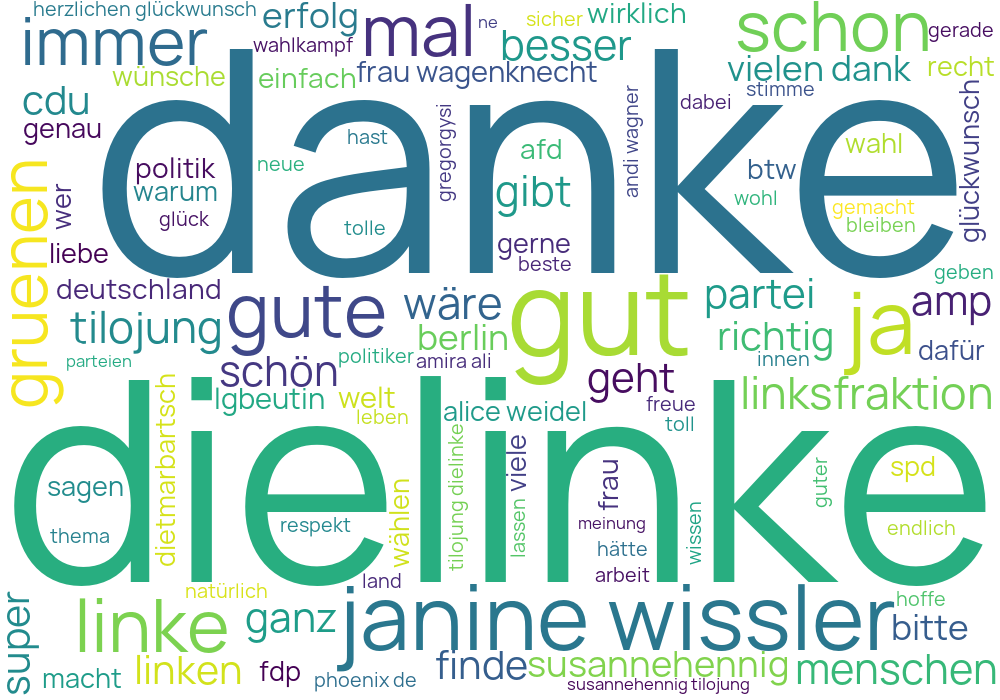 herzlichen glückwunsch
erfolg
mal
ne
sicher
wirklich
schon
gerade
immer
wahlkampf
besser
wünsche
einfach
frau wagenknecht
vielen dank
recht
cdu
genau
danke
dabei
stimme
glückwunsch
hast
gregorgysi
afd
andi wagner
wahl
politik
warum
neue
gibt
btw
wohl
gruenen
wer
glück
tolle
gemacht
bleiben
liebe
gerne
beste
geben
deutschland
gute
wäre
gut
partei
ja
amp
tilojung
berlin
richtig
dafür
parteien
schön
politiker
amira ali
innen
geht
linksfraktion
dietmarbartsch
lgbeutin
welt
leben
alice weidel
freue
toll
dielinke
sagen
thema
respekt
wählen
tilojung dielinke
viele
lassen
frau
meinung
hätte
arbeit
wissen
guter
spd
endlich
land
natürlich
super
linke
ganz
janine wissler
hoffe
bitte
macht
linken
fdp
phoenix de
finde
susannehennig
susannehennig tilojung
menschen